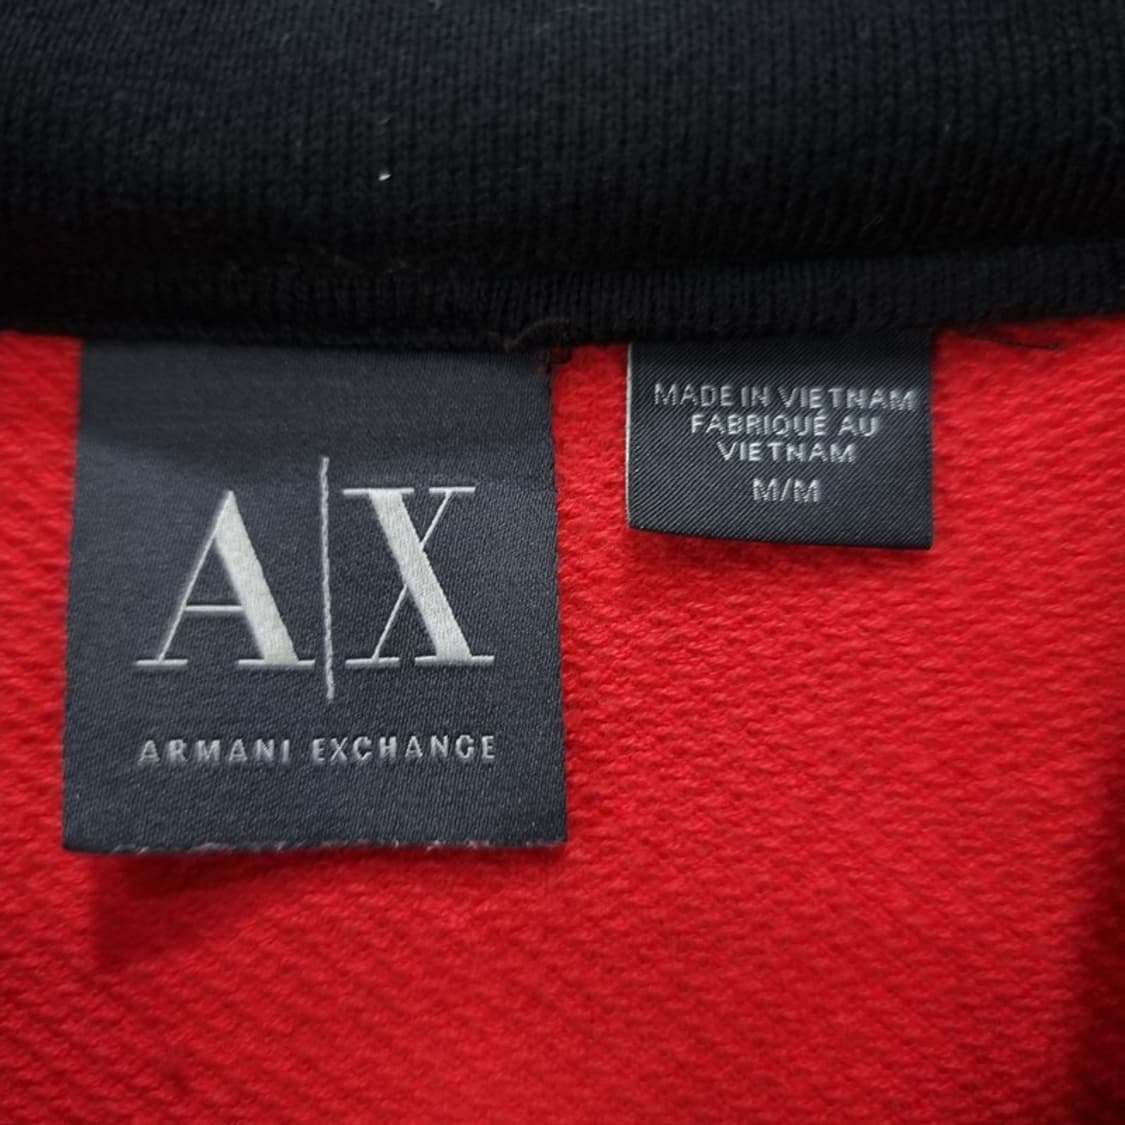 A|X
ARMANI EXCHANGE
MADE IN VIETNAM
FABRIQUÉ AU
VIETNAM
M/M